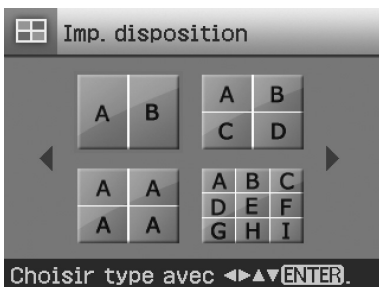 Imp. disposition
A B
A B
C D
A A
A A
A B C
D E F
G H I
Choisir type avec ◄►▲▼ENTER.